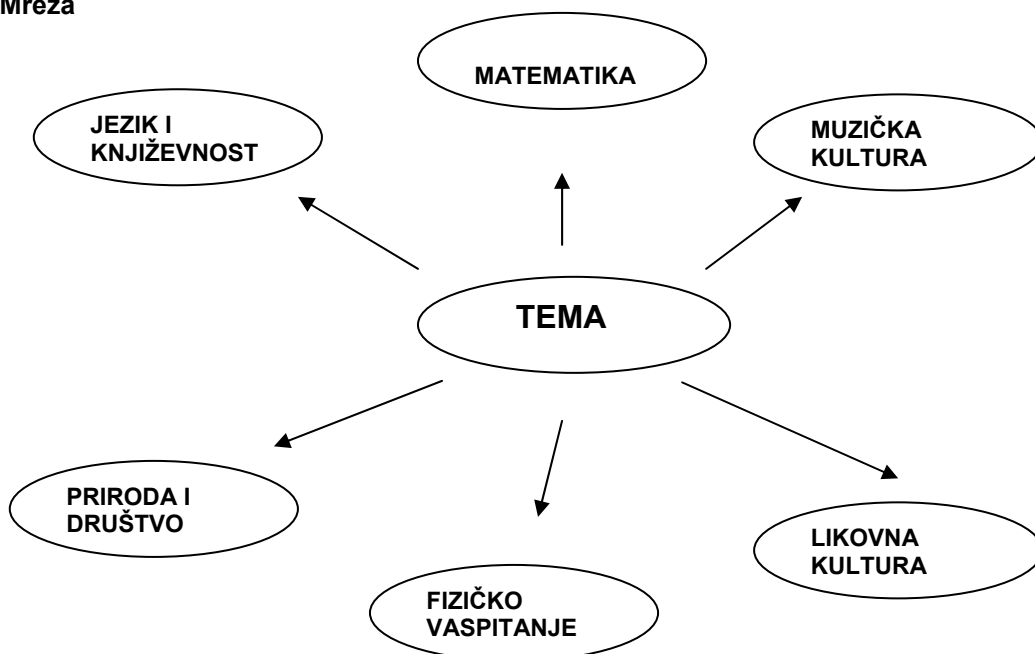 Mreža
MATEMATIKA
JEZIK I
KNJIŽEVNOST
MUZIČKA
KULTURA
TEMA
PRIRODA I
DRUŠTVO
LIKOVNA
KULTURA
FIZIČKO
VASPITANJE